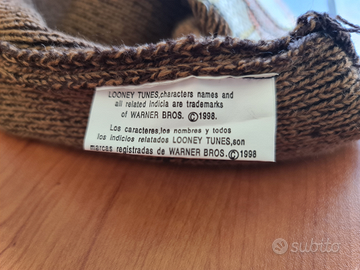 LOONEY TUNES,characters names and
all related indicia are trademarks
of WARNER BROS. ©1998.
Los caracteres,los nombres y todos
los indicios relatados LOONEY TUNES,son
marcas registradas de WARNER BROS. ©1998
subito